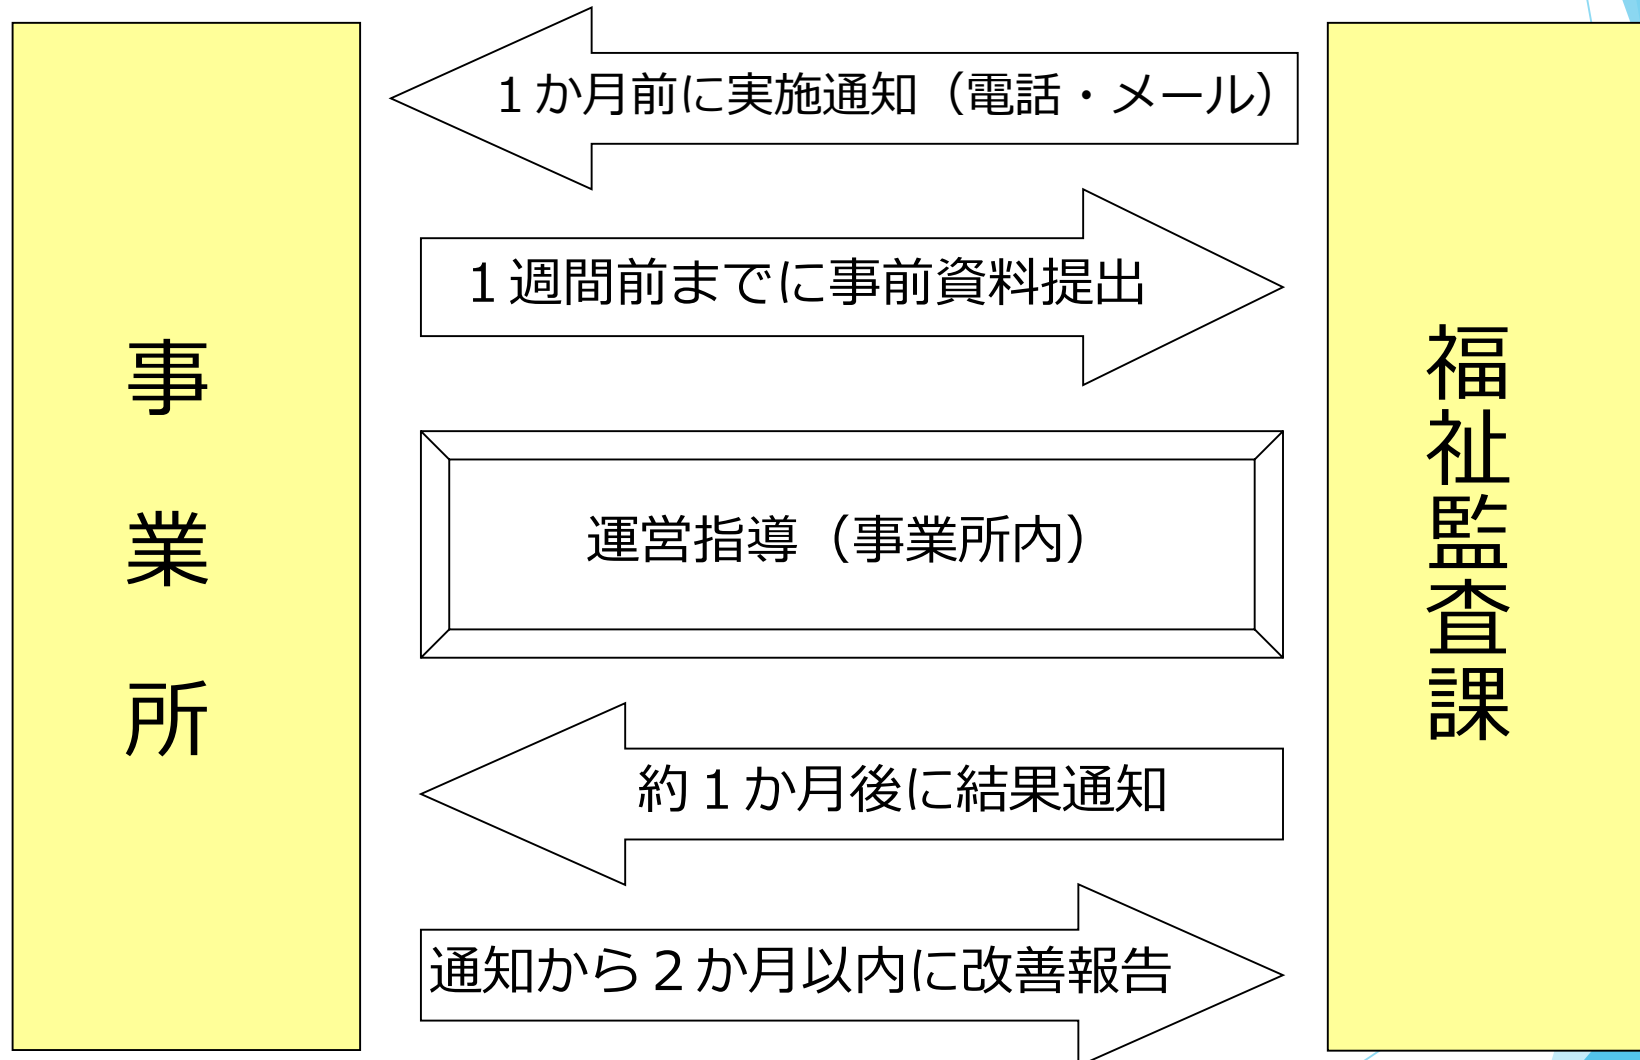 １か月前に実施通知（電話・メール）
１週間前までに事前資料提出
事業所
福祉監査課
運営指導（事業所内）
約１か月後に結果通知
通知から２か月以内に改善報告